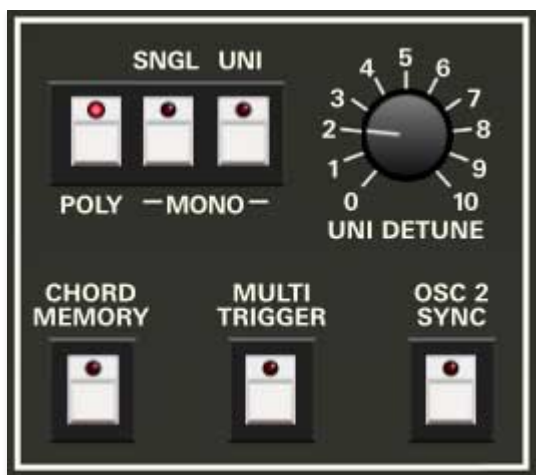 SNGL UNI
POLY – MONO –
0 1 2 3 4 5 6 7 8 9 10
UNI DETUNE
CHORD
MEMORY
MULTI
TRIGGER
OSC 2
SYNC